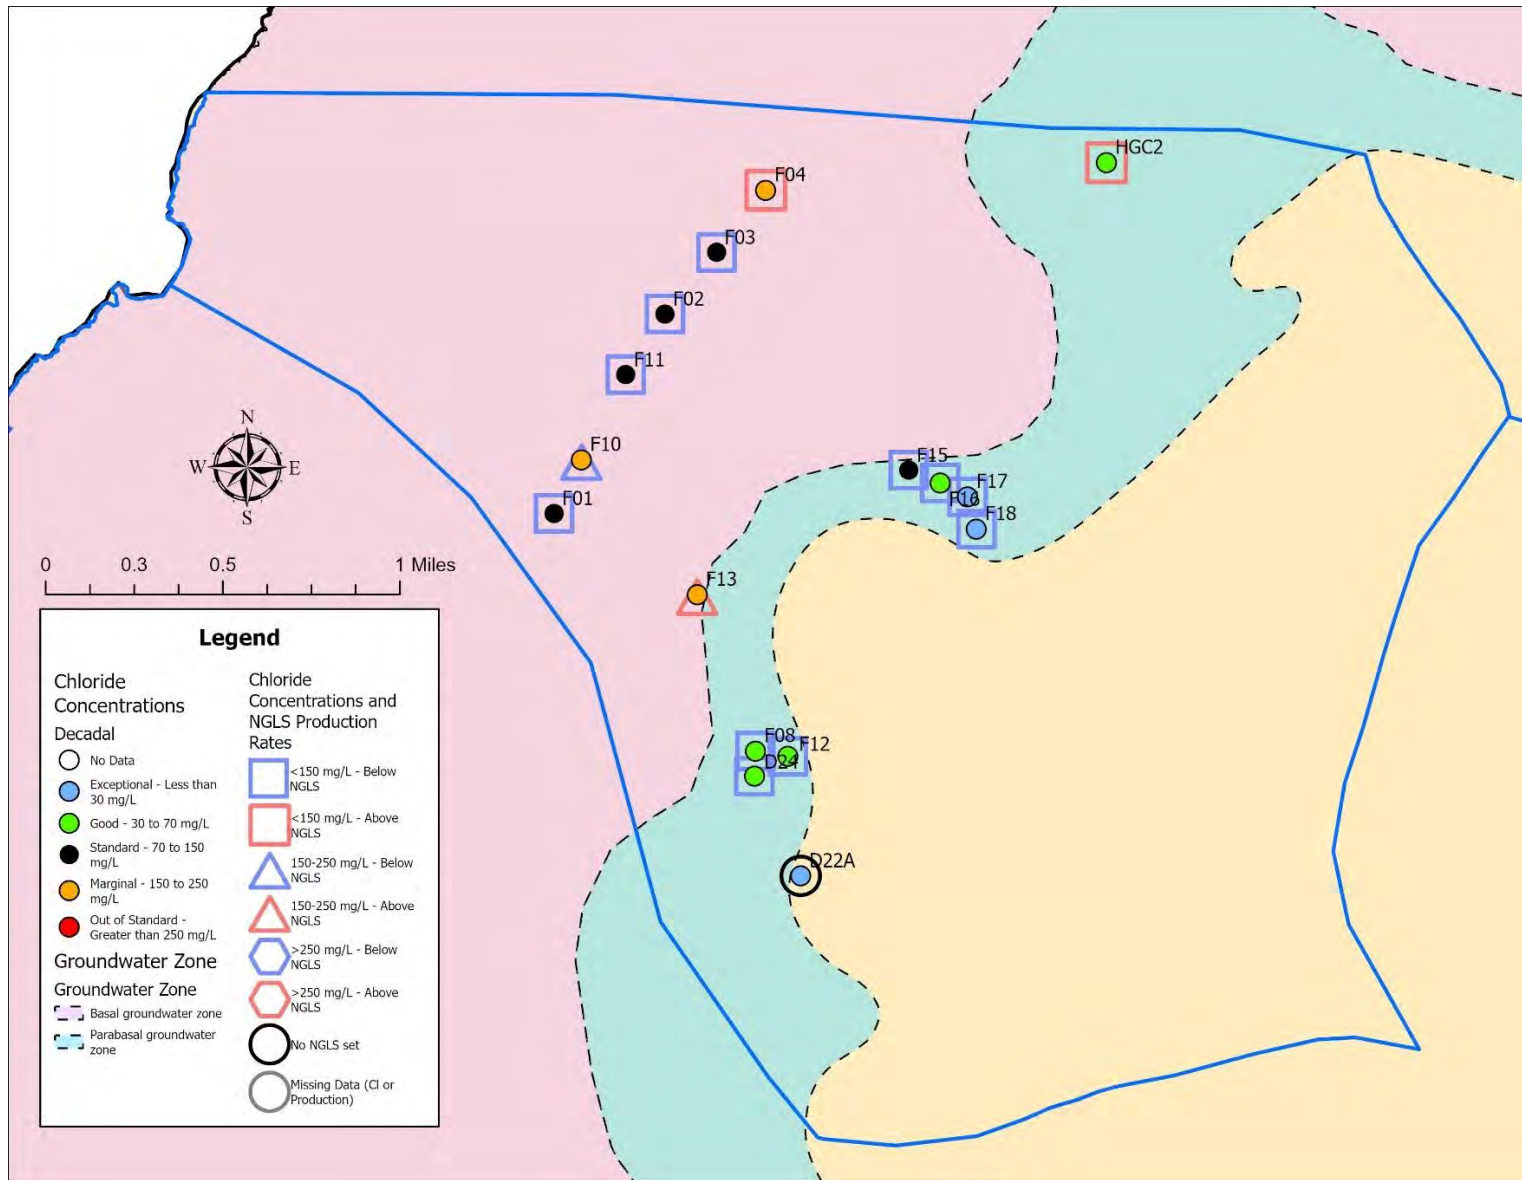 HGC2
F04
F03
F02
F11
F10
F01
F15
F17
F16
F18
F13
F08
F12
D24
D22A
N
W
E
S
0
0.3
0.5
1 Miles
Legend
Chloride
Concentrations
Decadal
No Data
Exceptional - Less than
30 mg/L
Good - 30 to 70 mg/L
Standard - 70 to 150
mg/L
Marginal - 150 to 250
mg/L
Out of Standard -
Greater than 250 mg/L
Groundwater Zone
Groundwater Zone
Basal groundwater zone
Parabasal groundwater
zone
Chloride
Concentrations and
NGLS Production
Rates
<150 mg/L - Below
NGLS
<150 mg/L - Above
NGLS
150-250 mg/L - Below
NGLS
150-250 mg/L - Above
NGLS
>250 mg/L - Below
NGLS
>250 mg/L - Above
NGLS
No NGLS set
Missing Data (Cl or
Production)